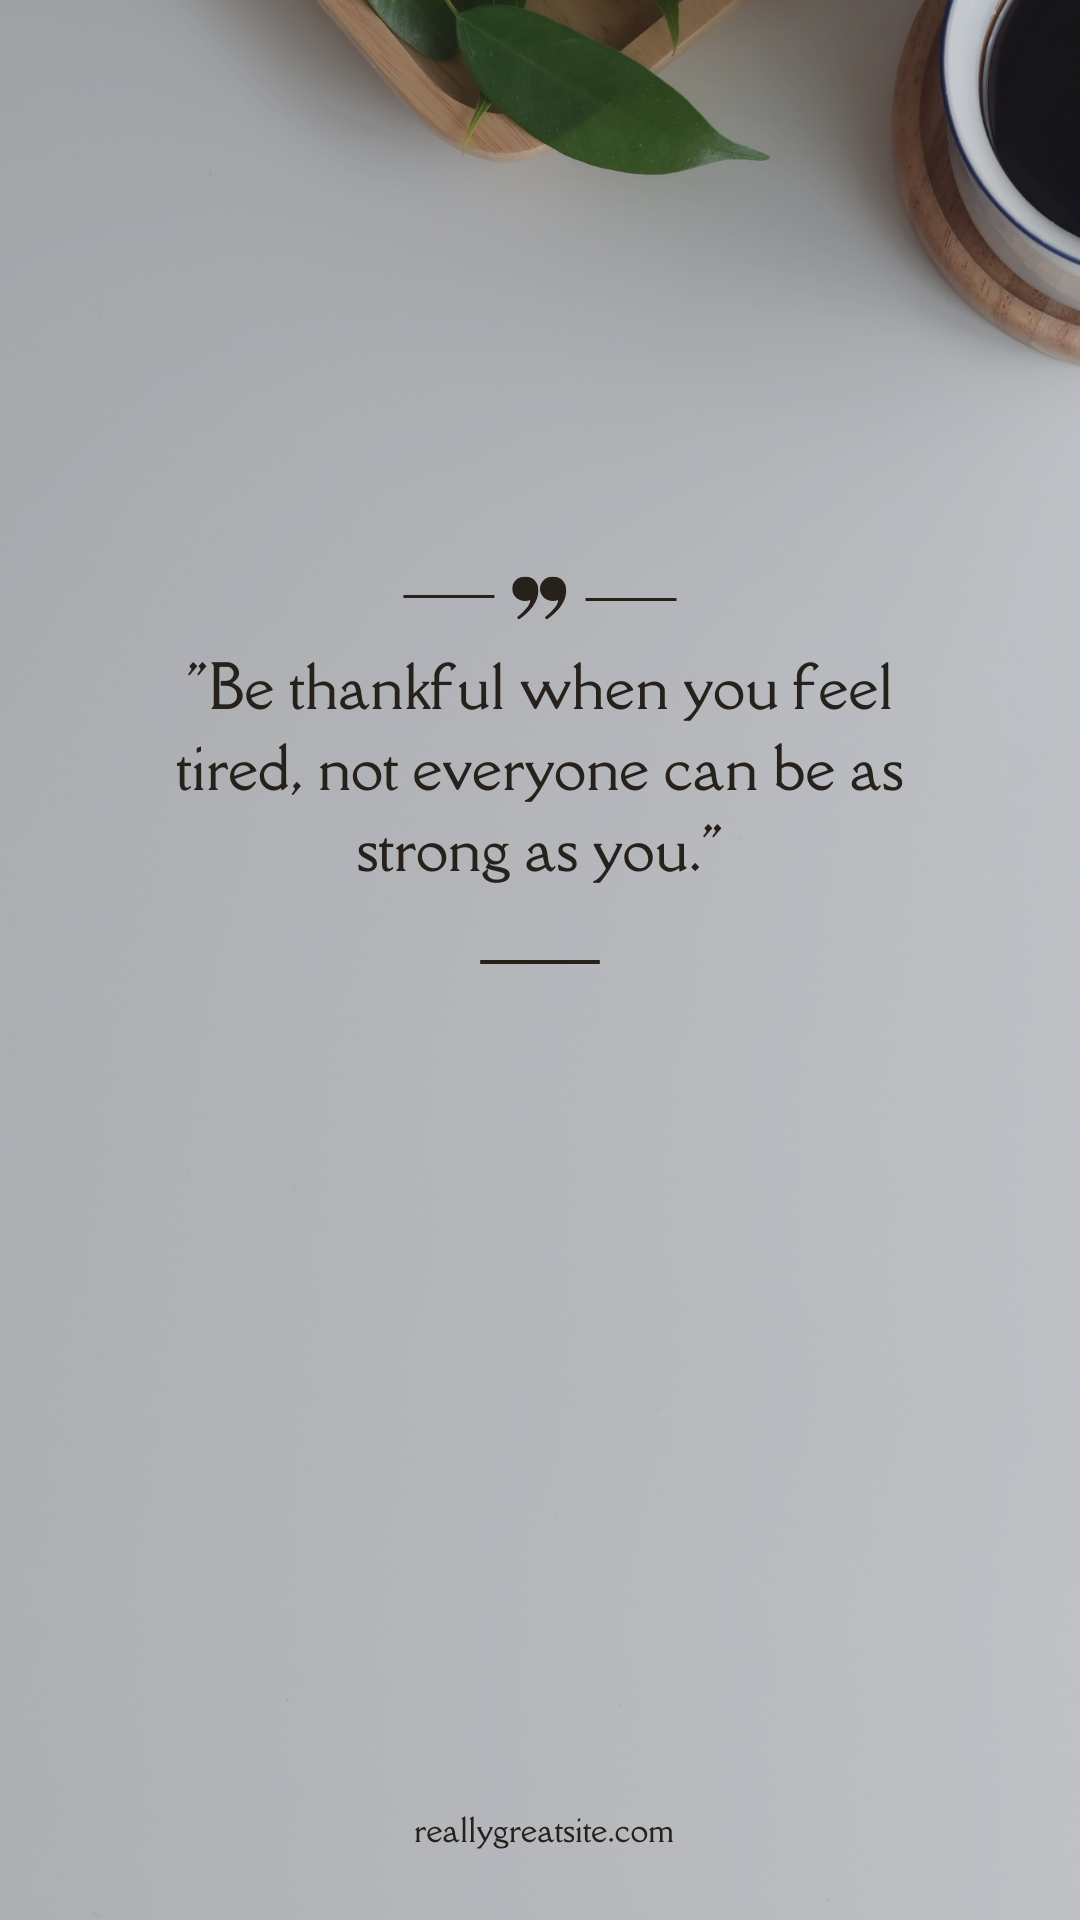 ”
”Be thankful when you feel
tired, not everyone can be as
strong as you.”
reallygreatsite.com